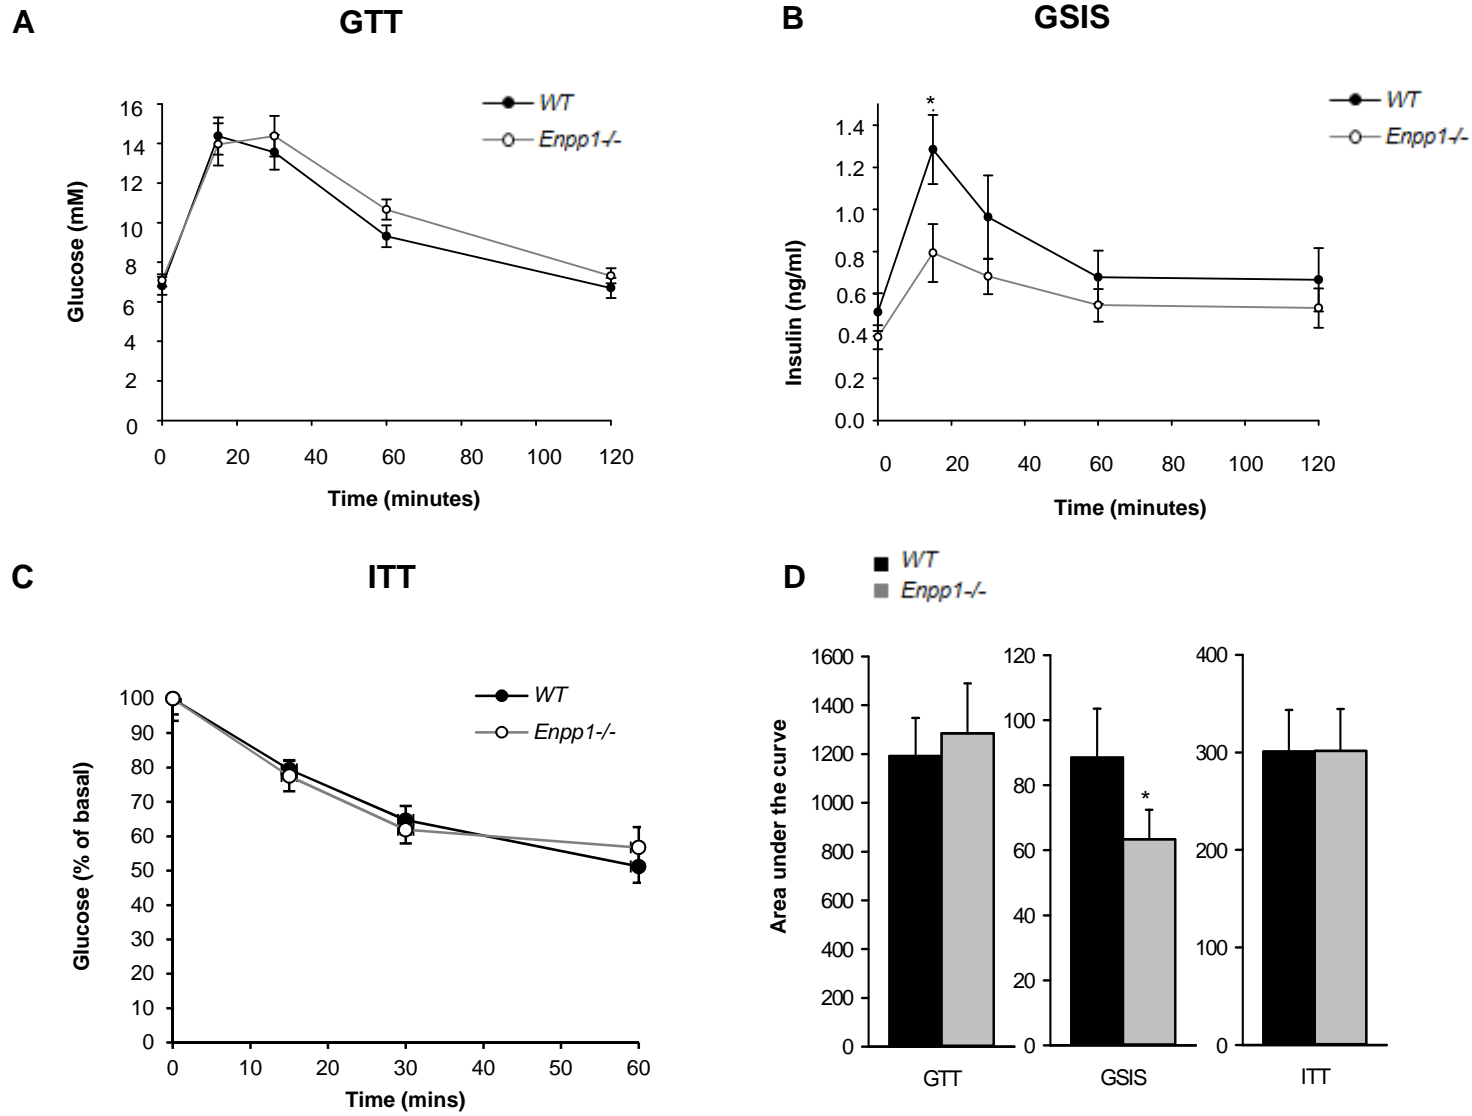 A
GTT
WT
Enpp1-/-
16
14
12
10
8
6
4
2
0
Glucose (mM)
0 20 40 60 80 100 120
Time (minutes)
B
GSIS
*
WT
Enpp1-/-
1.4
1.2
1.0
0.8
0.6
0.4
0.2
0.0
Insulin (ng/ml)
0 20 40 60 80 100 120
Time (minutes)
C
ITT
WT
Enpp1-/-
100
90
80
70
60
50
40
30
20
10
0
Glucose (% of basal)
0 10 20 30 40 50 60
Time (mins)
D
WT
Enpp1-/-
Area under the curve
1600
1400
1200
1000
800
600
400
200
0
GTT
120
100
80
60
40
20
0
*
GSIS
400
300
200
100
0
ITT